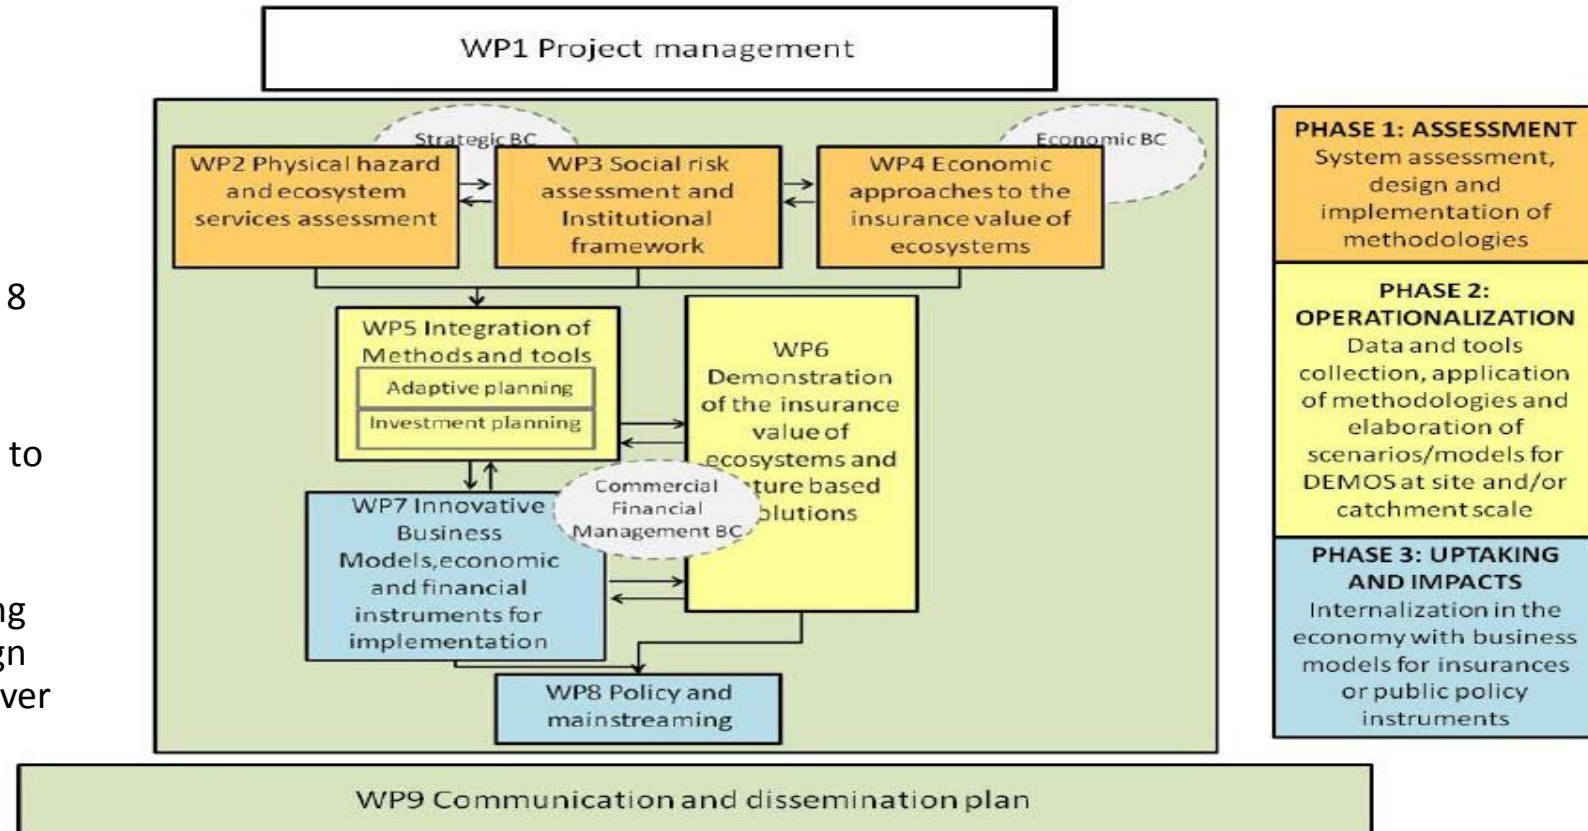 WP1 Project management
Strategic BC
Economic BC
WP2 Physical hazard
and ecosystem
services assessment
WP3 Social risk
assessment and
Institutional
framework
WP4 Economic
approaches to the
insurance value of
ecosystems
8
to
ng
gn
ver
WP5 Integration of
Methods and tools
Adaptive planning
Investment planning
WP6
Demonstration
of the insurance
value of
ecosystems and
ture based
olutions
Commercial
Financial
Management BC
WP7 Innovative
Business
Models, economic
and financial
instruments for
implementation
WP8 Policy and
mainstreaming
PHASE 1: ASSESSMENT
System assessment,
design and
implementation of
methodologies
PHASE 2:
OPERATIONALIZATION
Data and tools
collection, application
of methodologies and
elaboration of
scenarios/models for
DEMOS at site and/or
catchment scale
PHASE 3: UPTAKING
AND IMPACTS
Internalization in the
economy with business
models for insurances
or public policy
instruments
WP9 Communication and dissemination plan